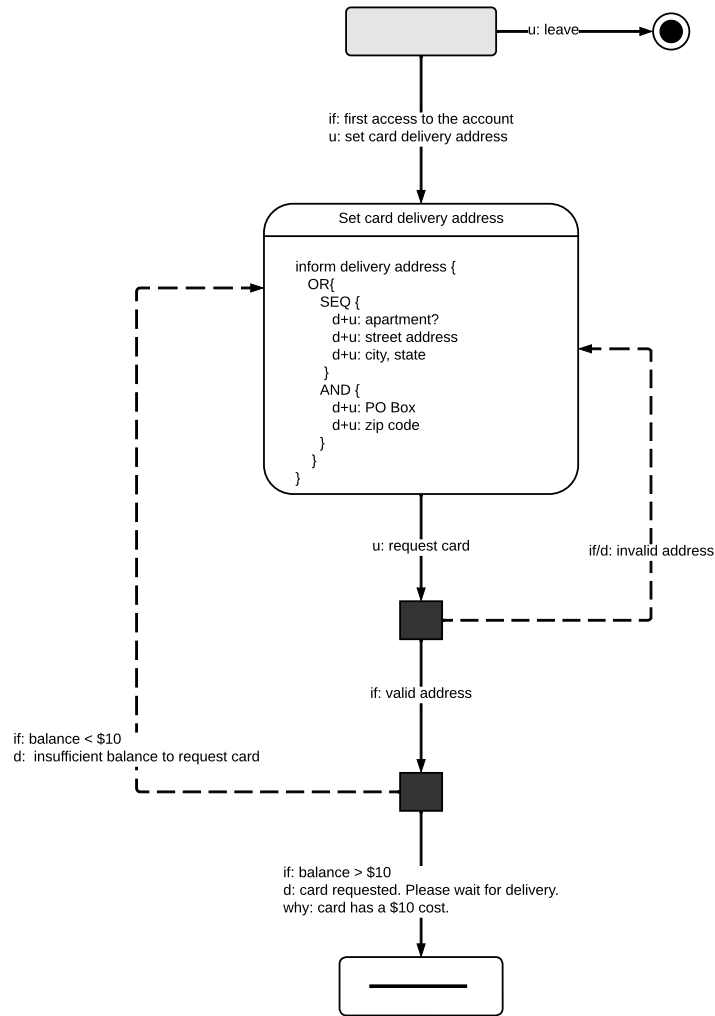 u: leave
if: first access to the account
u: set card delivery address
Set card delivery address
inform delivery address {
OR{
SEQ {
d+u: apartment?
d+u: street address
d+u: city, state
}
AND {
d+u: PO Box
d+u: zip code
}
}
}
u: request card
if/d: invalid address
if: valid address
if: balance < $10
d:  insufficient balance to request card
if: balance > $10
d: card requested. Please wait for delivery.
why: card has a $10 cost.